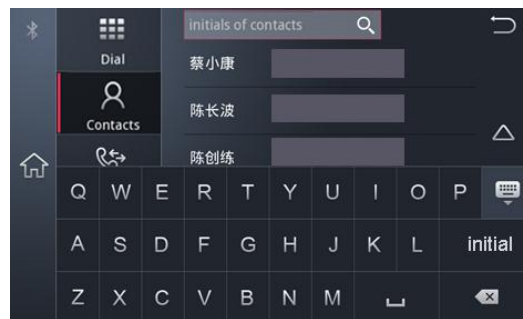 initials of contacts
Dial
蔡小康
Contacts
陈长波
陈创练
Q W E R T Y U I O P
A S D F G H J K L initial
Z X C V B N M